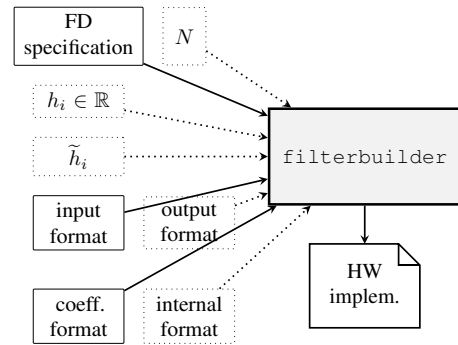 FD
specification
N
h_i ∈ ℝ
h̃_i
filterbuilder
input
format
output
format
HW
implem.
coeff.
format
internal
format